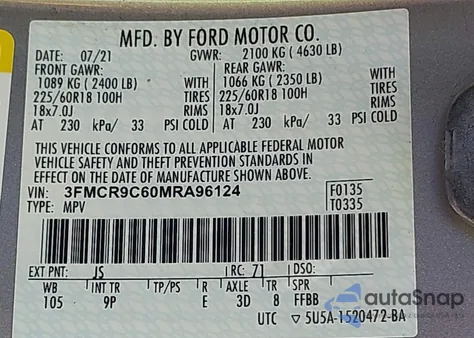 MFD. BY FORD MOTOR CO.
DATE: 07/21 GVWR: 2100 KG ( 4630 LB)
FRONT GAWR: REAR GAWR:
1089 KG ( 2400 LB) WITH 1066 KG ( 2350 LB) WITH
225/60R18 100H TIRES 225/60R18 100H TIRES
18x7.0J RIMS 18x7.0J RIMS
AT 230 kPa/ 33 PSI COLD AT 230 kPa/ 33 PSI COLD
THIS VEHICLE CONFORMS TO ALL APPLICABLE FEDERAL MOTOR
VEHICLE SAFETY AND THEFT PREVENTION STANDARDS IN
EFFECT ON THE DATE OF MANUFACTURE SHOWN ABOVE.
VIN: 3FMCR9C60MRA96124 F0135
TYPE: MPV T0335
EXT PNT: JS RC: 71 DSO:
WB INT TR TP/PS R AXLE TR SPR
105 9P E 3D 8 FFBB
autoSnap
UTC ▽ 5U5A-1520472-BA